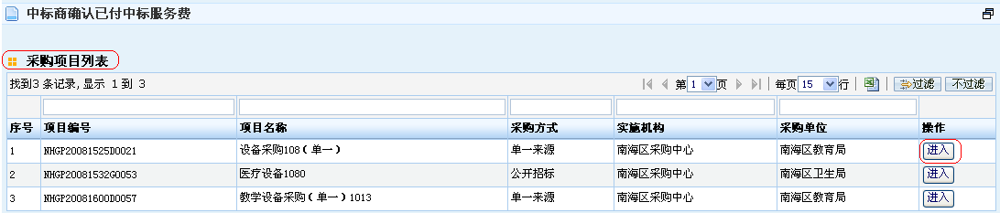 中标商确认已付中标服务费
采购项目列表
找到3 条记录, 显示 1 到 3 第 1 页 每页 15 行 过滤 不过滤
序号 项目编号 项目名称 采购方式 实施机构 采购单位 操作
1 NHGP20081525D0021 设备采购108(单一) 单一来源 南海区采购中心 南海区教育局 进入
2 NHGP20081532G0053 医疗设备1080 公开招标 南海区采购中心 南海区卫生局 进入
3 NHGP20081600D0057 教学设备采购(单一)1013 单一来源 南海区采购中心 南海区教育局 进入